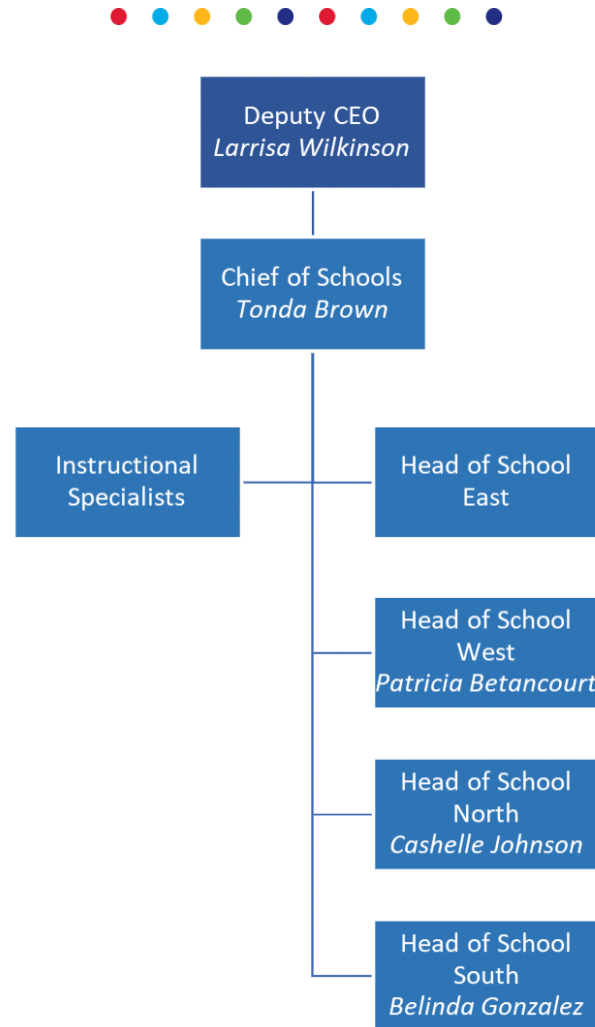 Deputy CEO
Larrisa Wilkinson
Chief of Schools
Tonda Brown
Instructional
Specialists
Head of School
East
Head of School
West
Patricia Betancourt
Head of School
North
Cashelle Johnson
Head of School
South
Belinda Gonzalez